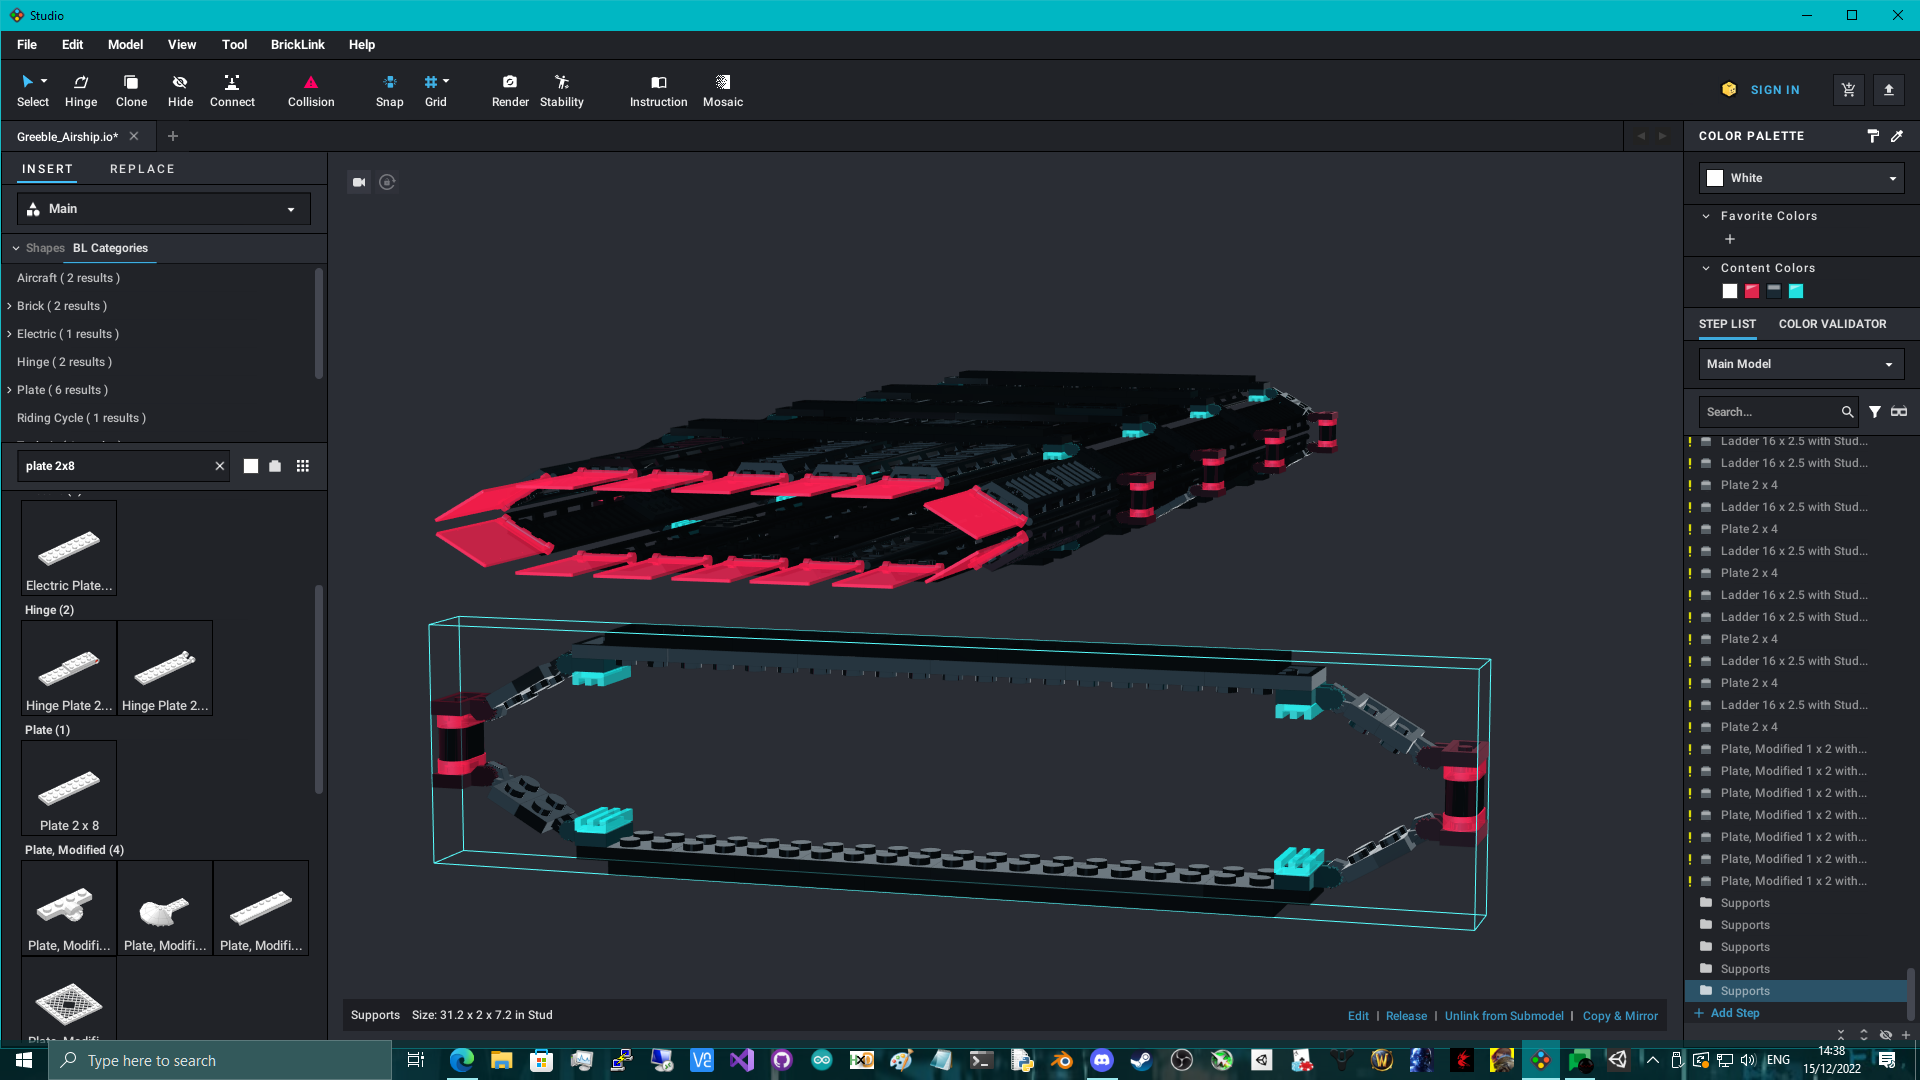 Studio
File Edit Model View Tool BrickLink Help
Select Hinge Clone Hide Connect Collision Snap Grid Render Stability Instruction Mosaic
SIGN IN
Greeble_Airship.io*
INSERT REPLACE
Main
Shapes BL Categories
Aircraft ( 2 results )
Brick ( 2 results )
Electric ( 1 results )
Hinge ( 2 results )
Plate ( 6 results )
Riding Cycle ( 1 results )
plate 2x8
Electric Plate...
Hinge (2)
Hinge Plate 2... Hinge Plate 2...
Plate (1)
Plate 2 x 8
Plate, Modified (4)
Plate, Modifi... Plate, Modifi... Plate, Modifi...
Plate, Modifi...
Supports Size: 31.2 x 2 x 7.2 in Stud
Edit | Release | Unlink from Submodel | Copy & Mirror
COLOR PALETTE
White
Favorite Colors
Content Colors
STEP LIST COLOR VALIDATOR
Main Model
Search...
Ladder 16 x 2.5 with Stud...
Ladder 16 x 2.5 with Stud...
Plate 2 x 4
Ladder 16 x 2.5 with Stud...
Plate 2 x 4
Ladder 16 x 2.5 with Stud...
Plate 2 x 4
Ladder 16 x 2.5 with Stud...
Ladder 16 x 2.5 with Stud...
Plate 2 x 4
Ladder 16 x 2.5 with Stud...
Plate 2 x 4
Ladder 16 x 2.5 with Stud...
Plate 2 x 4
Plate, Modified 1 x 2 with...
Plate, Modified 1 x 2 with...
Plate, Modified 1 x 2 with...
Plate, Modified 1 x 2 with...
Plate, Modified 1 x 2 with...
Plate, Modified 1 x 2 with...
Plate, Modified 1 x 2 with...
Supports
Supports
Supports
Supports
Supports
+ Add Step
Type here to search
ENG
14:38
15/12/2022